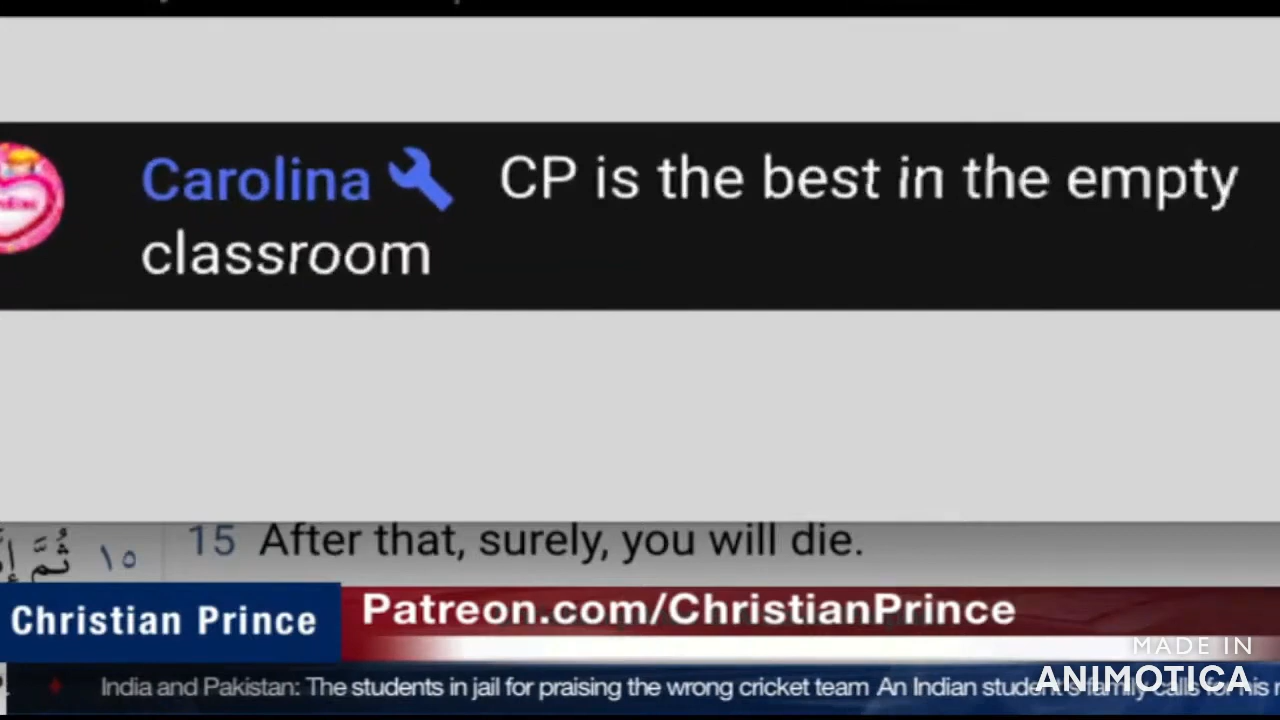 Carolina CP is the best in the empty
classroom
ثُمَّ ١٥ 15 After that, surely, you will die.
Christian Prince Patreon.com/ChristianPrince
MADE IN
ANIMOTICA
India and Pakistan: The students in jail for praising the wrong cricket team An Indian student's family calls for his